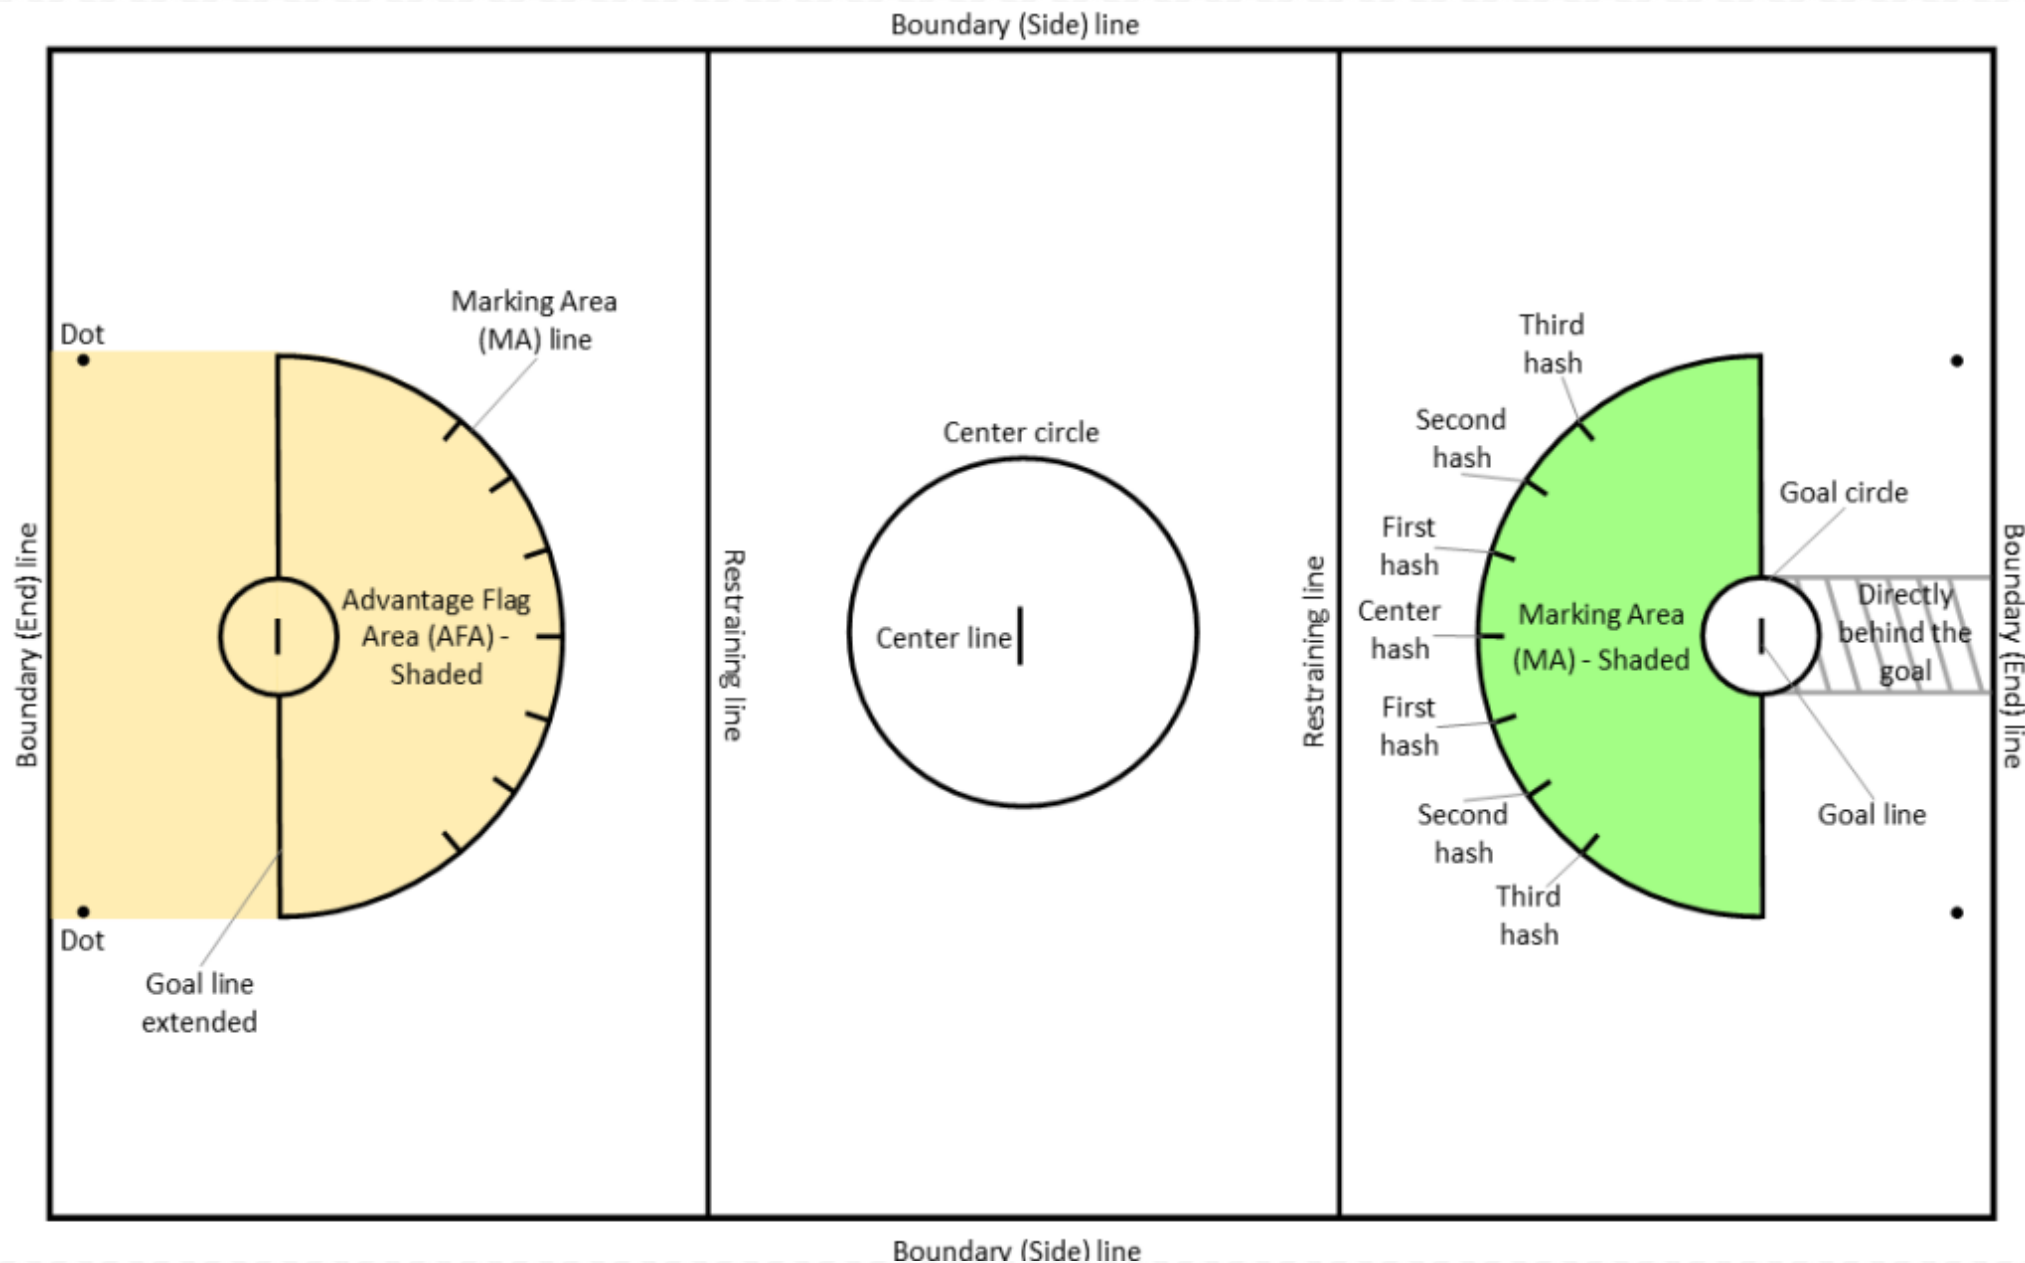 Boundary (Side) line
Marking Area
(MA) line
Dot
Boundary (End) line
Advantage Flag
Area (AFA) -
Shaded
Dot
Goal line
extended
Restraining line
Center circle
Center line
Restraining line
Third
hash
Second
hash
First
hash
Center
hash
First
hash
Second
hash
Third
hash
Marking Area
(MA) - Shaded
Goal circle
Directly
behind the
goal
Goal line
Boundary (End) line
Boundary (Side) line